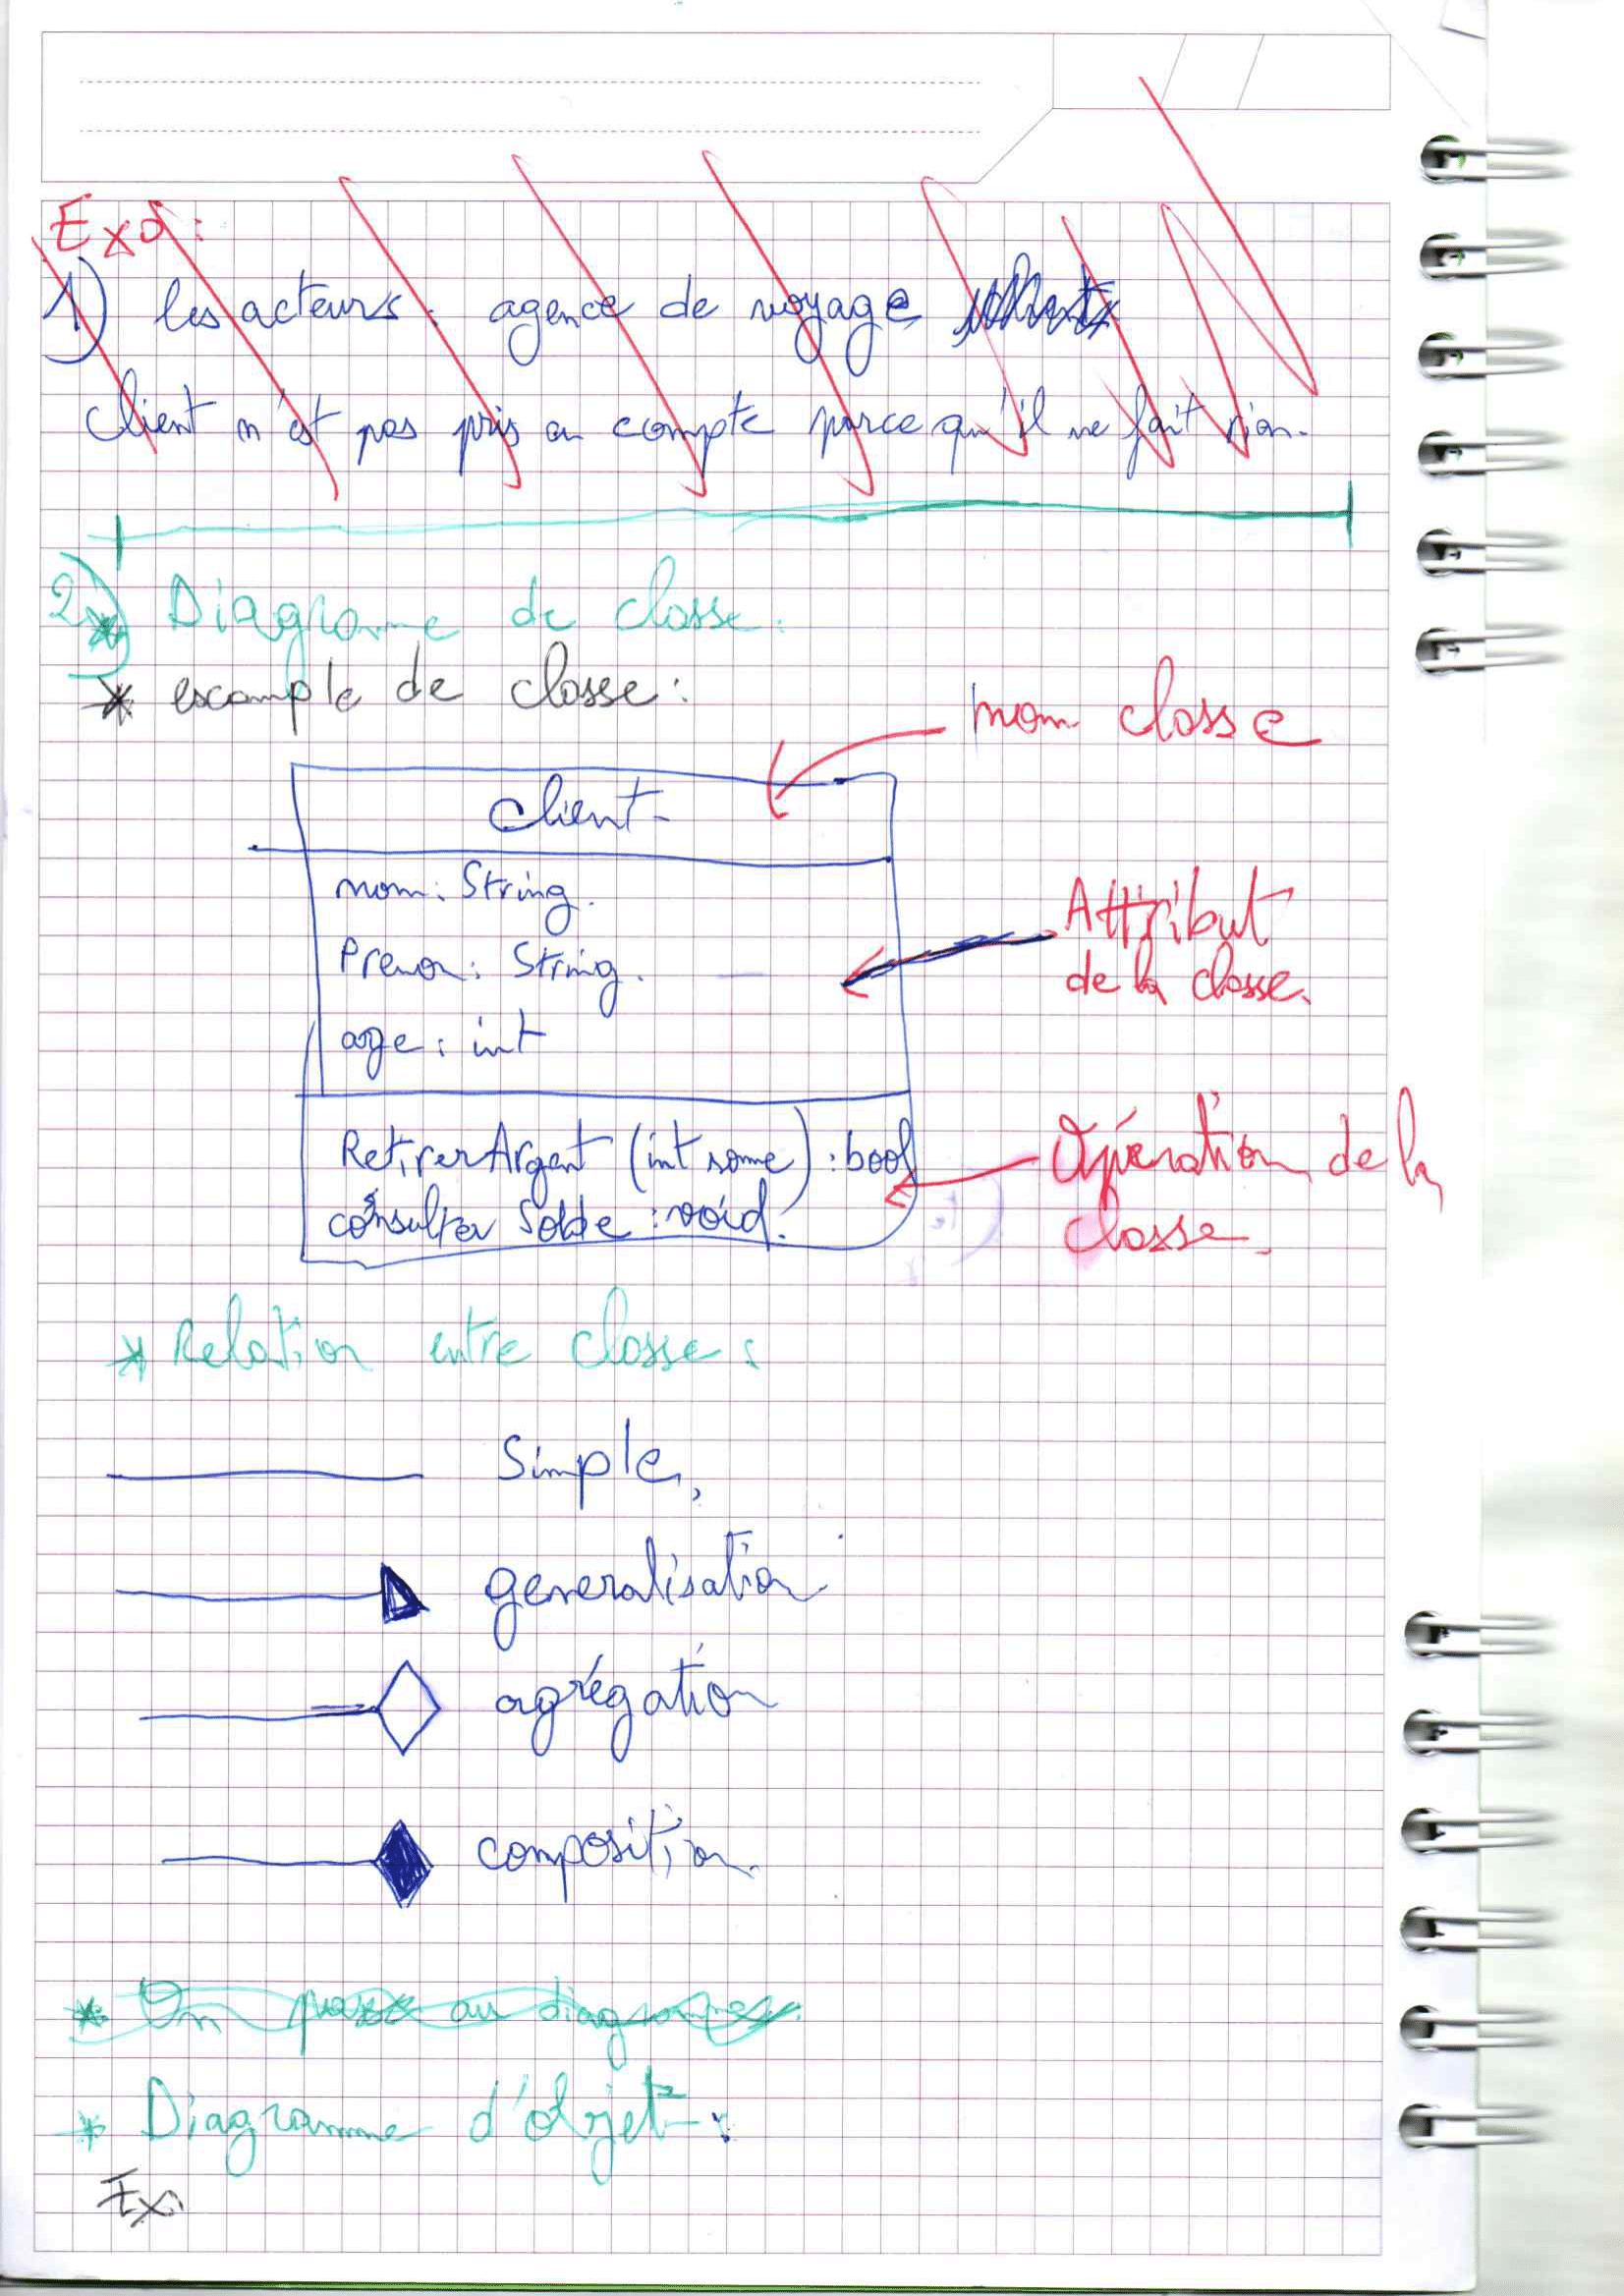 Exo:
1) les acteurs : agence de voyage
Client n'est pas pris en compte parce qu'il ne fait rien.
2) Diagramme de classe:
* escample de classe:
nom classe
Client
nom: String.
Prenom: String.
age: int
Attribut
de la classe.
RetirerArgent (int some) : bool
consulter Solde : void.
Opération de la
classe.
* Relation entre classe:
Simple,
generalisation
agrégation
composition.
* On passe au diagramme
* Diagramme d'objet :
Ex: